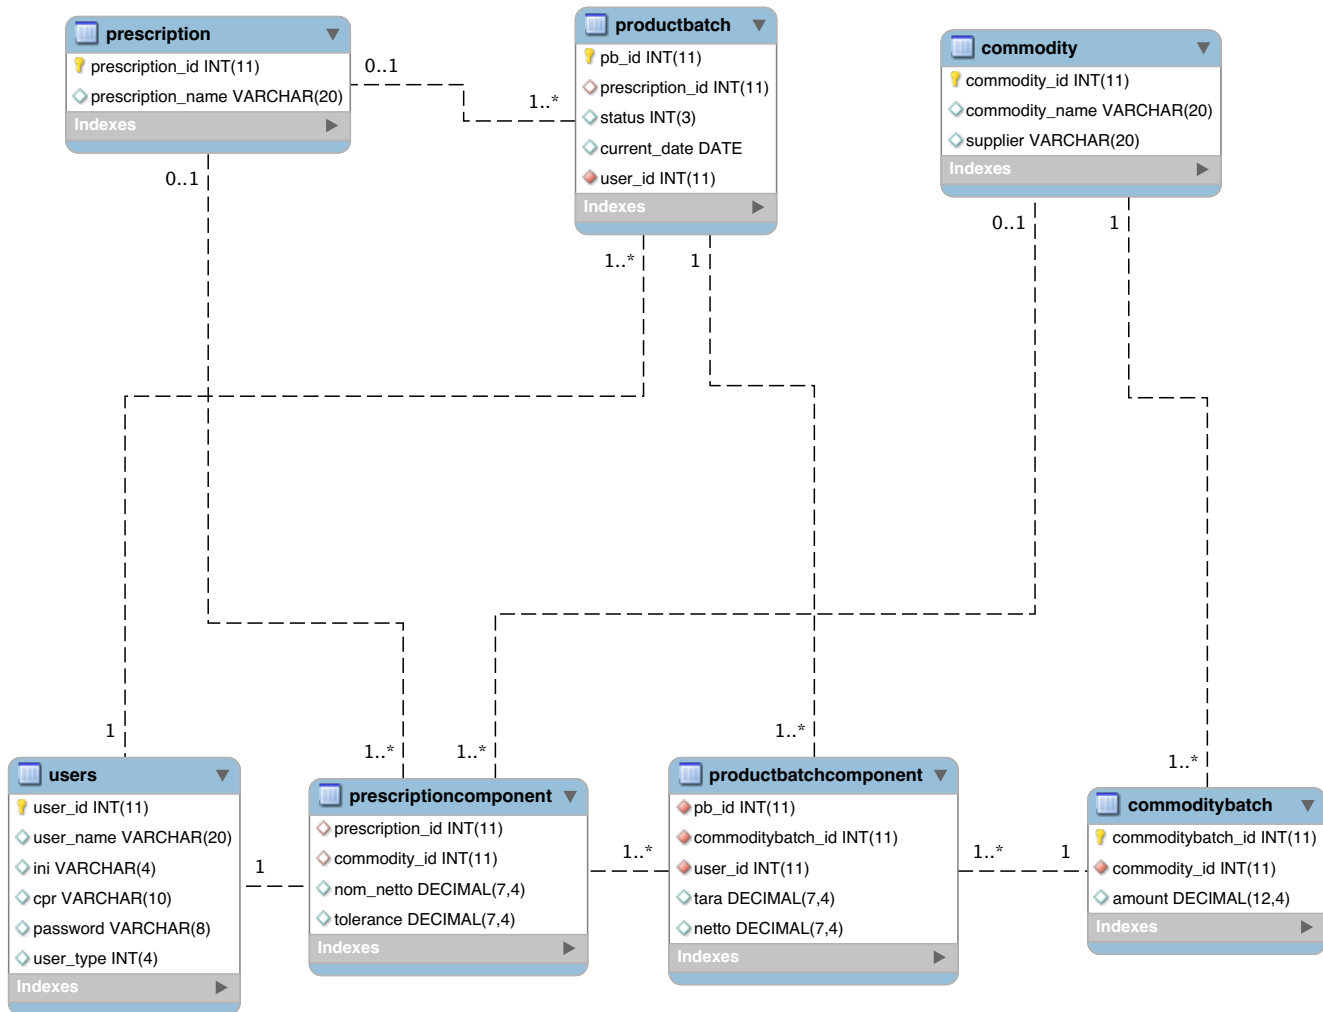 prescription
prescription_id INT(11)
prescription_name VARCHAR(20)
Indexes
0..1
1..*
0..1
productbatch
pb_id INT(11)
prescription_id INT(11)
status INT(3)
current_date DATE
user_id INT(11)
Indexes
1..*
1
commodity
commodity_id INT(11)
commodity_name VARCHAR(20)
supplier VARCHAR(20)
Indexes
0..1
1
1
1..*
1..*
1..*
1..*
users
user_id INT(11)
user_name VARCHAR(20)
ini VARCHAR(4)
cpr VARCHAR(10)
password VARCHAR(8)
user_type INT(4)
Indexes
1
prescriptioncomponent
prescription_id INT(11)
commodity_id INT(11)
nom_netto DECIMAL(7,4)
tolerance DECIMAL(7,4)
Indexes
1..*
productbatchcomponent
pb_id INT(11)
commoditybatch_id INT(11)
user_id INT(11)
tara DECIMAL(7,4)
netto DECIMAL(7,4)
Indexes
1..*
1
commoditybatch
commoditybatch_id INT(11)
commodity_id INT(11)
amount DECIMAL(12,4)
Indexes